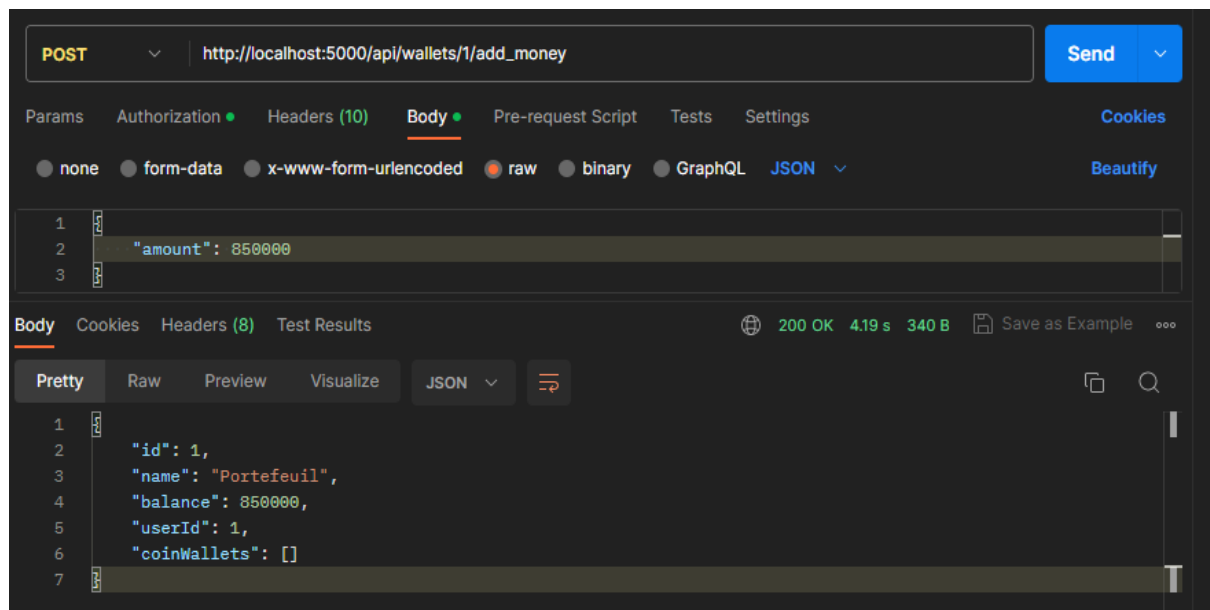 POST http://localhost:5000/api/wallets/1/add_money Send
Params Authorization Headers (10) Body Pre-request Script Tests Settings Cookies
none form-data x-www-form-urlencoded raw binary GraphQL JSON Beautify
1 {
2 "amount": 850000
3 }
Body Cookies Headers (8) Test Results 200 OK 4.19 s 340 B Save as Example
Pretty Raw Preview Visualize JSON
1 {
2 "id": 1,
3 "name": "Portefeuil",
4 "balance": 850000,
5 "userId": 1,
6 "coinWallets": []
7 }